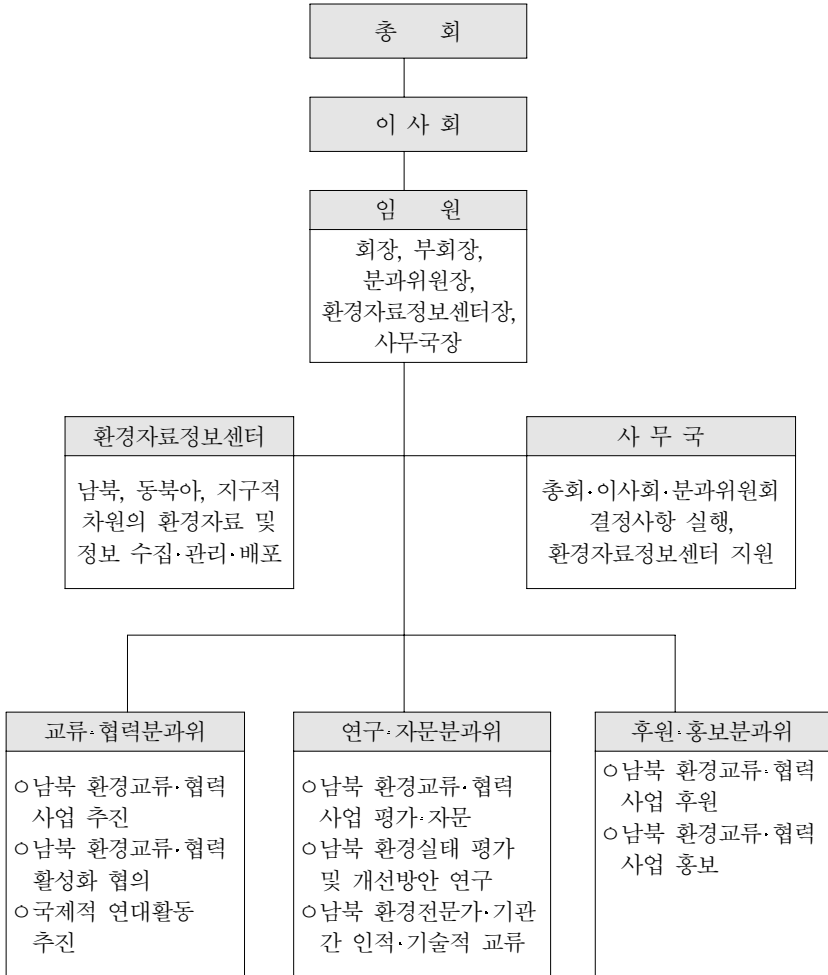 총 회
이 사 회
임 원
회장, 부회장,
분과위원장,
환경자료정보센터장,
사무국장
환경자료정보센터
남북, 동북아, 지구적
차원의 환경자료 및
정보 수집·관리·배포
사 무 국
총회·이사회·분과위원회
결정사항 실행,
환경자료정보센터 지원
교류·협력분과위
ㅇ남북 환경교류·협력
사업 추진
ㅇ남북 환경교류·협력
활성화 협의
ㅇ국제적 연대활동
추진
연구·자문분과위
ㅇ남북 환경교류·협력
사업 평가·자문
ㅇ남북 환경실태 평가
및 개선방안 연구
ㅇ남북 환경전문가·기관
간 인적·기술적 교류
후원·홍보분과위
ㅇ남북 환경교류·협력
사업 후원
ㅇ남북 환경교류·협력
사업 홍보